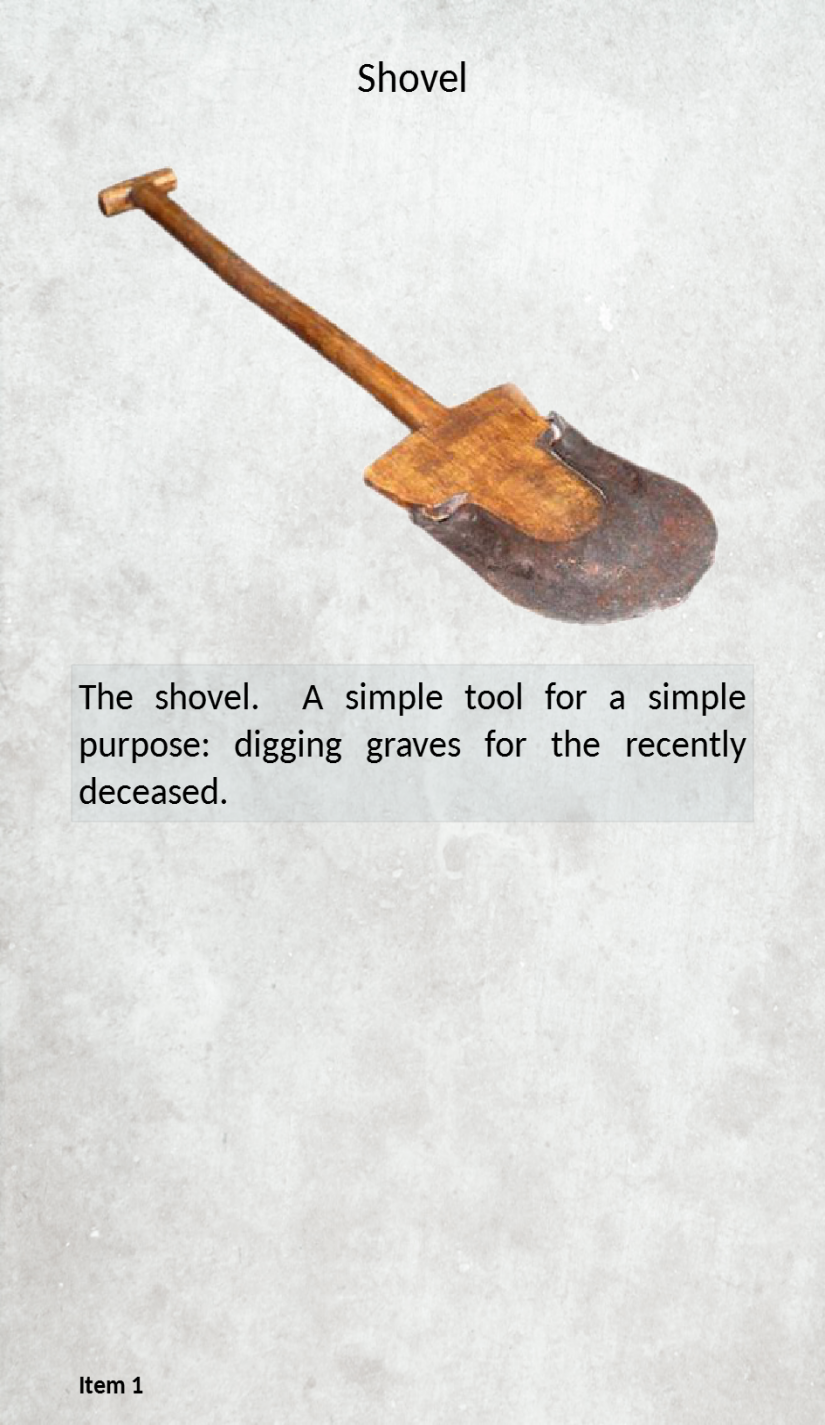 Shovel
The shovel.  A simple tool for a simple
purpose: digging graves for the recently
deceased.
Item 1